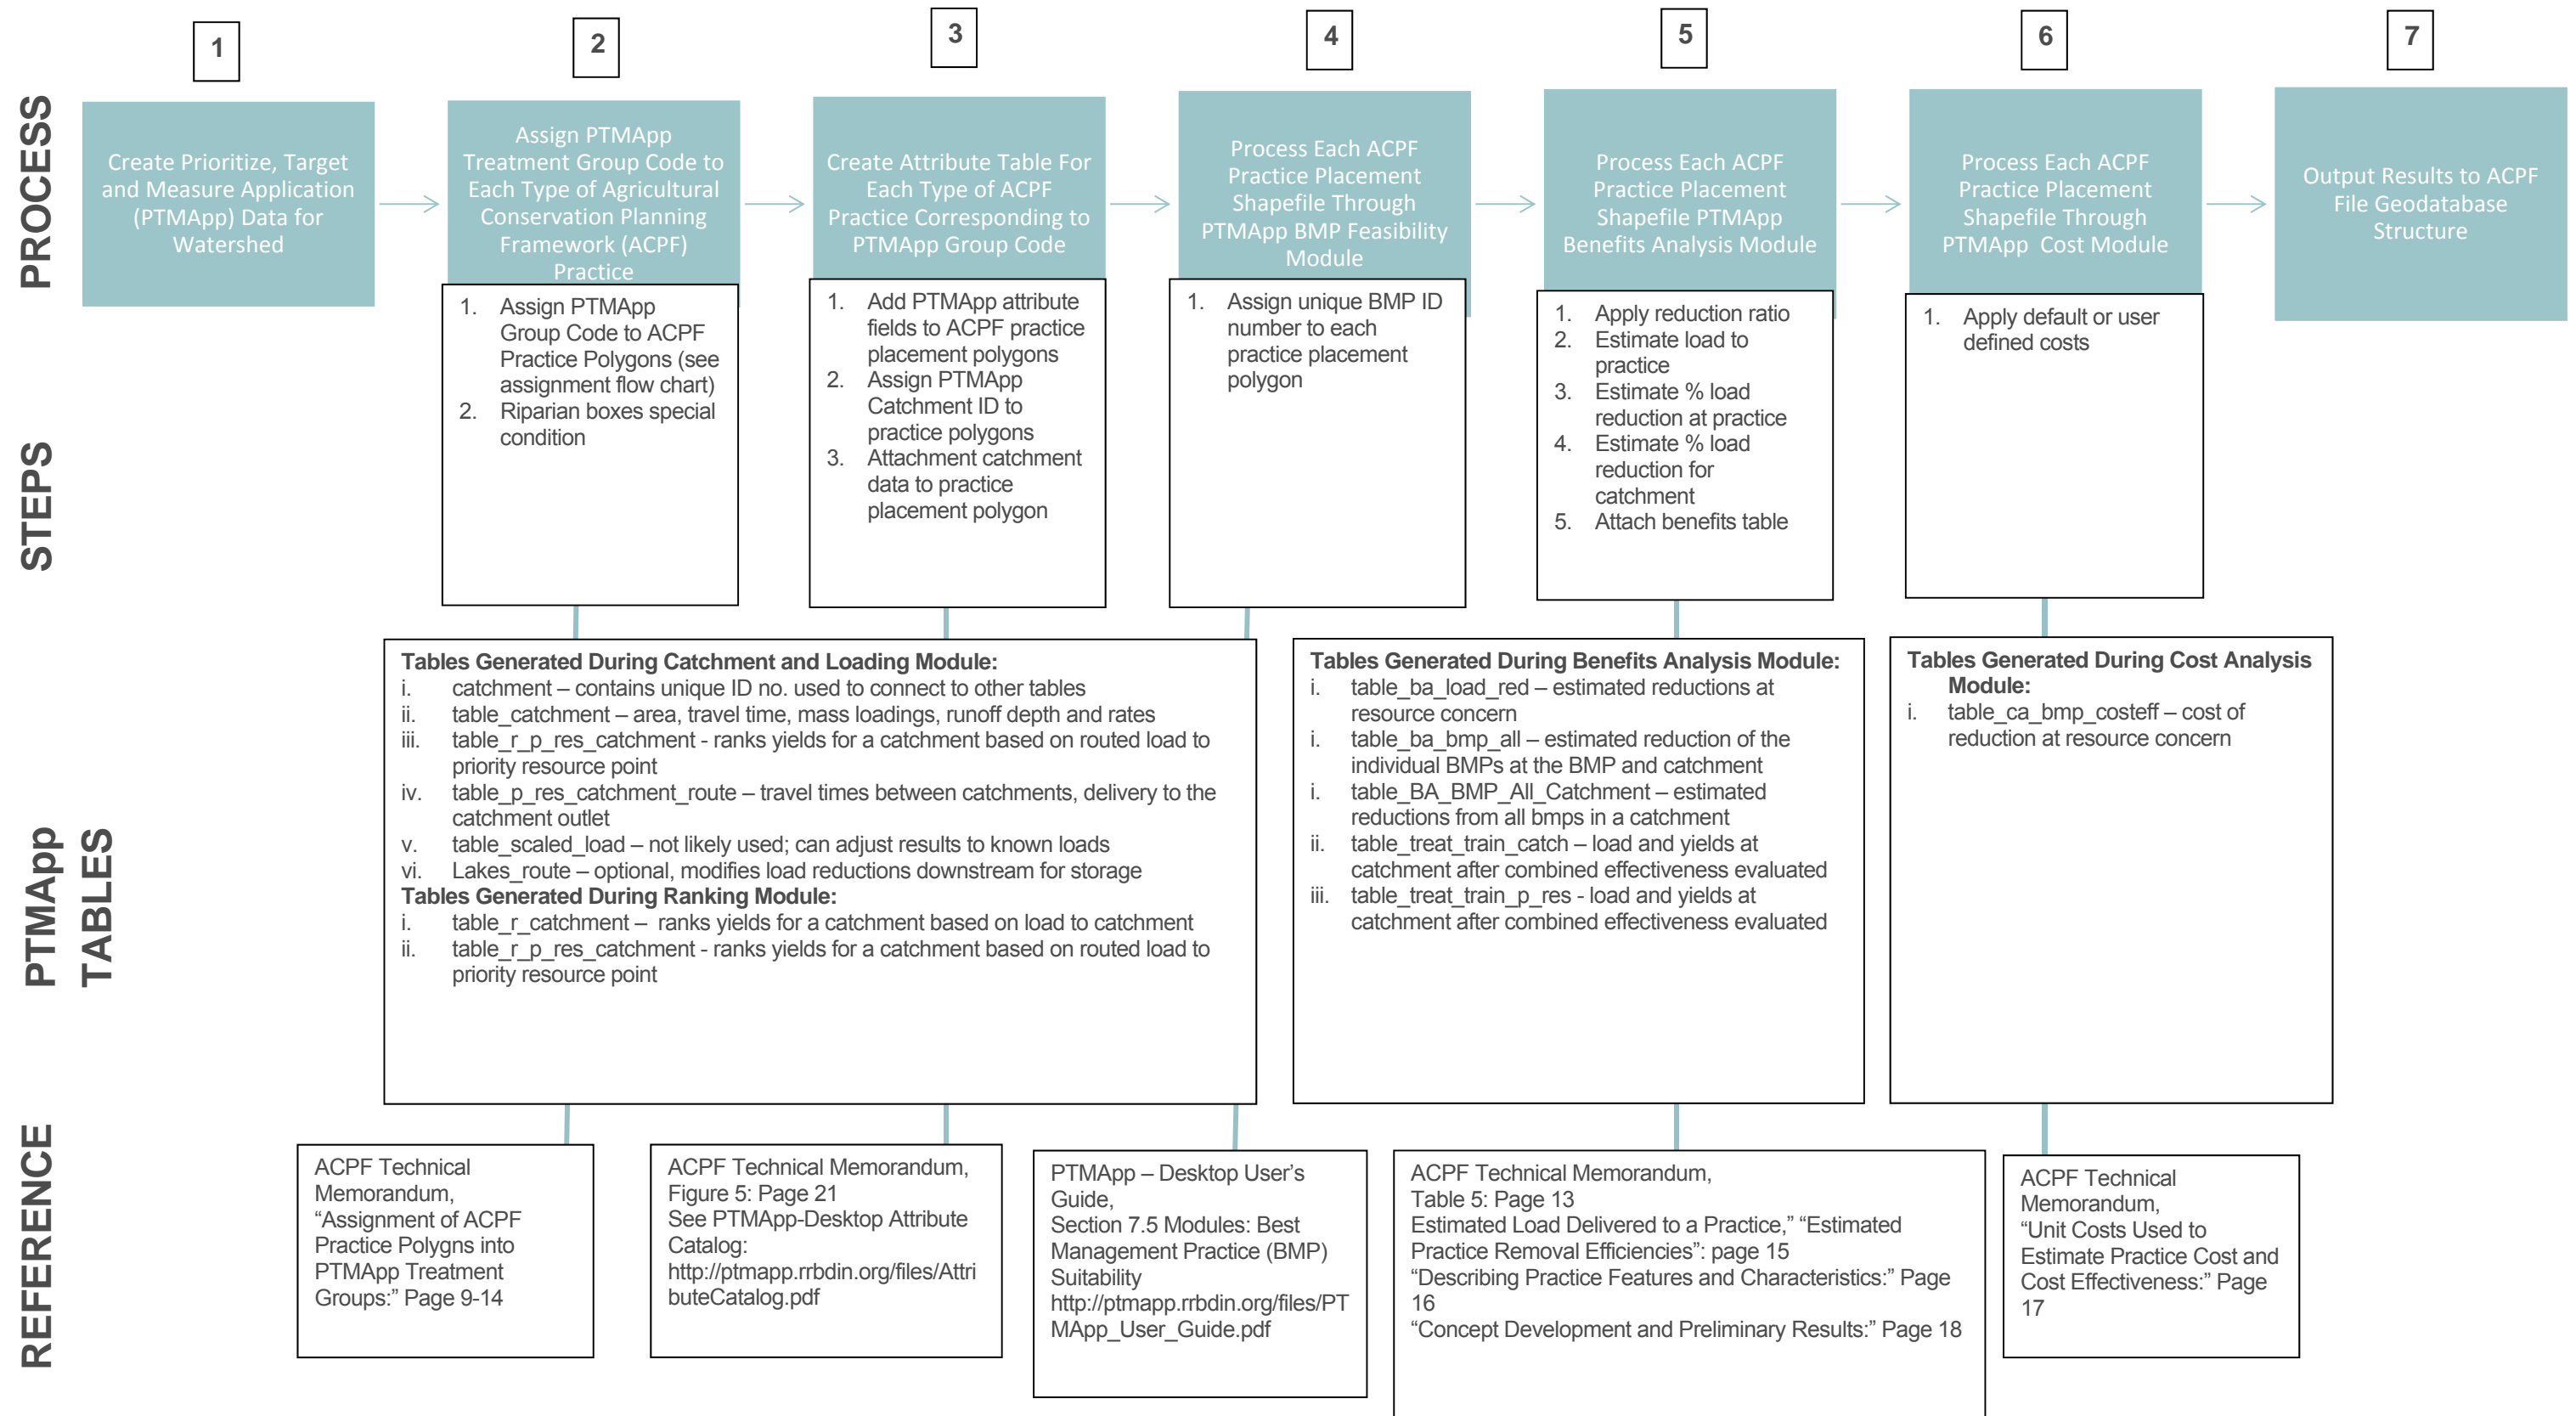 1
2
3
4
5
6
7
PROCESS
Create Prioritize, Target
and Measure Application
(PTMApp) Data for
Watershed
Assign PTMApp
Treatment Group Code to
Each Type of Agricultural
Conservation Planning
Framework (ACPF)
Practice
Create Attribute Table For
Each Type of ACPF
Practice Corresponding to
PTMApp Group Code
Process Each ACPF
Practice Placement
Shapefile Through
PTMApp BMP Feasibility
Module
Process Each ACPF
Practice Placement
Shapefile PTMApp
Benefits Analysis Module
Process Each ACPF
Practice Placement
Shapefile Through
PTMApp Cost Module
Output Results to ACPF
File Geodatabase
Structure
STEPS
1. Assign PTMApp
Group Code to ACPF
Practice Polygons (see
assignment flow chart)
2. Riparian boxes special
condition
1. Add PTMApp attribute
fields to ACPF practice
placement polygons
2. Assign PTMApp
Catchment ID to
practice polygons
3. Attachment catchment
data to practice
placement polygon
1. Assign unique BMP ID
number to each
practice placement
polygon
1. Apply reduction ratio
2. Estimate load to
practice
3. Estimate % load
reduction at practice
4. Estimate % load
reduction for
catchment
5. Attach benefits table
1. Apply default or user
defined costs
PTMApp
TABLES
Tables Generated During Catchment and Loading Module:
i. catchment – contains unique ID no. used to connect to other tables
ii. table_catchment – area, travel time, mass loadings, runoff depth and rates
iii. table_r_p_res_catchment - ranks yields for a catchment based on routed load to
priority resource point
iv. table_p_res_catchment_route – travel times between catchments, delivery to the
catchment outlet
v. table_scaled_load – not likely used; can adjust results to known loads
vi. Lakes_route – optional, modifies load reductions downstream for storage
Tables Generated During Ranking Module:
i. table_r_catchment – ranks yields for a catchment based on load to catchment
ii. table_r_p_res_catchment - ranks yields for a catchment based on routed load to
priority resource point
Tables Generated During Benefits Analysis Module:
i. table_ba_load_red – estimated reductions at
resource concern
i. table_ba_bmp_all – estimated reduction of the
individual BMPs at the BMP and catchment
i. table_BA_BMP_All_Catchment – estimated
reductions from all bmps in a catchment
ii. table_treat_train_catch – load and yields at
catchment after combined effectiveness evaluated
iii. table_treat_train_p_res - load and yields at
catchment after combined effectiveness evaluated
Tables Generated During Cost Analysis
Module:
i. table_ca_bmp_costeff – cost of
reduction at resource concern
REFERENCE
ACPF Technical
Memorandum,
“Assignment of ACPF
Practice Polygns into
PTMApp Treatment
Groups:” Page 9-14
ACPF Technical Memorandum,
Figure 5: Page 21
See PTMApp-Desktop Attribute
Catalog:
http://ptmapp.rrbdin.org/files/Attri
buteCatalog.pdf
PTMApp – Desktop User’s
Guide,
Section 7.5 Modules: Best
Management Practice (BMP)
Suitability
http://ptmapp.rrbdin.org/files/PT
MApp_User_Guide.pdf
ACPF Technical Memorandum,
Table 5: Page 13
Estimated Load Delivered to a Practice,” “Estimated
Practice Removal Efficiencies”: page 15
“Describing Practice Features and Characteristics:” Page
16
“Concept Development and Preliminary Results:” Page 18
ACPF Technical
Memorandum,
“Unit Costs Used to
Estimate Practice Cost and
Cost Effectiveness:” Page
17